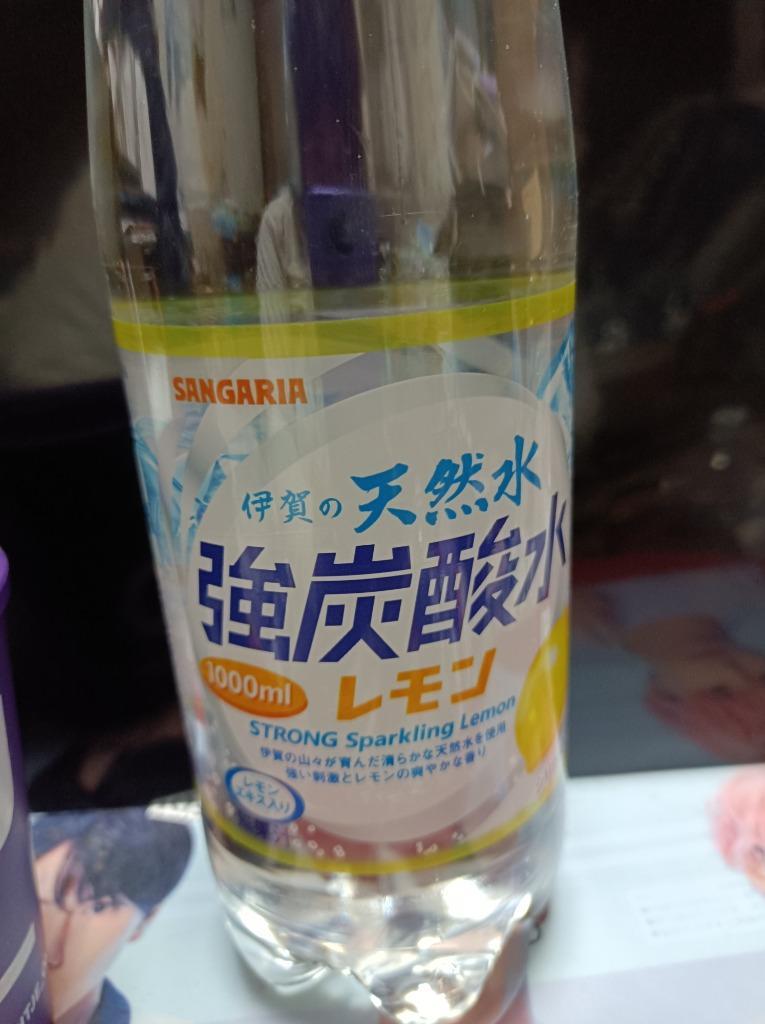 SANGARIA
伊賀の天然水
強炭酸水
1000ml レモン
STRONG Sparkling Lemon
伊賀の山々が育んだ清らかな天然水を使用
強い刺激とレモンの爽やかな香り
レモン
エキス入り